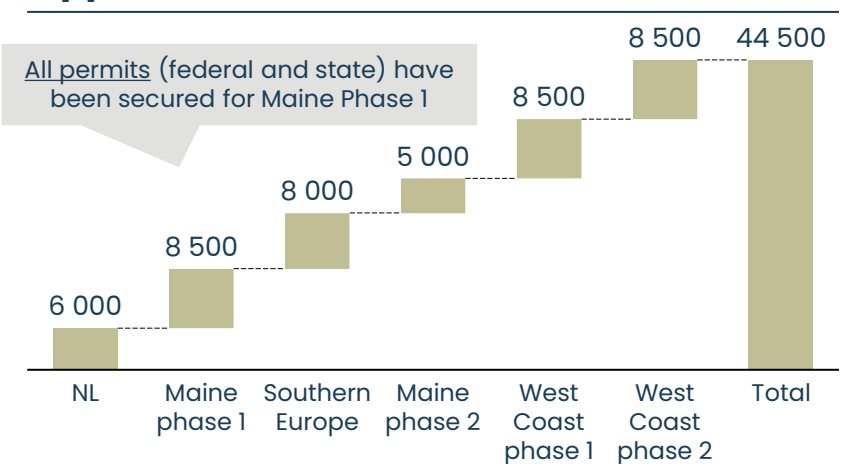 All permits (federal and state) have
been secured for Maine Phase 1
6 000
8 500
8 000
5 000
8 500
8 500
44 500
NL
Maine
phase 1
Southern
Europe
Maine
phase 2
West
Coast
phase 1
West
Coast
phase 2
Total